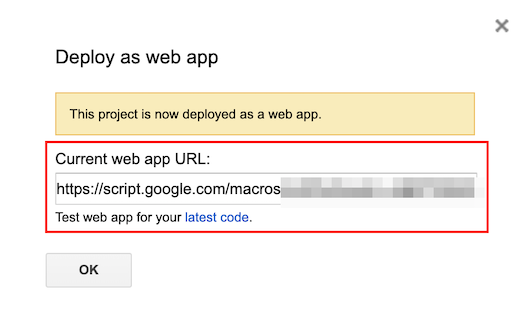 Deploy as web app
This project is now deployed as a web app.
Current web app URL:
https://script.google.com/macros
Test web app for your latest code.
OK